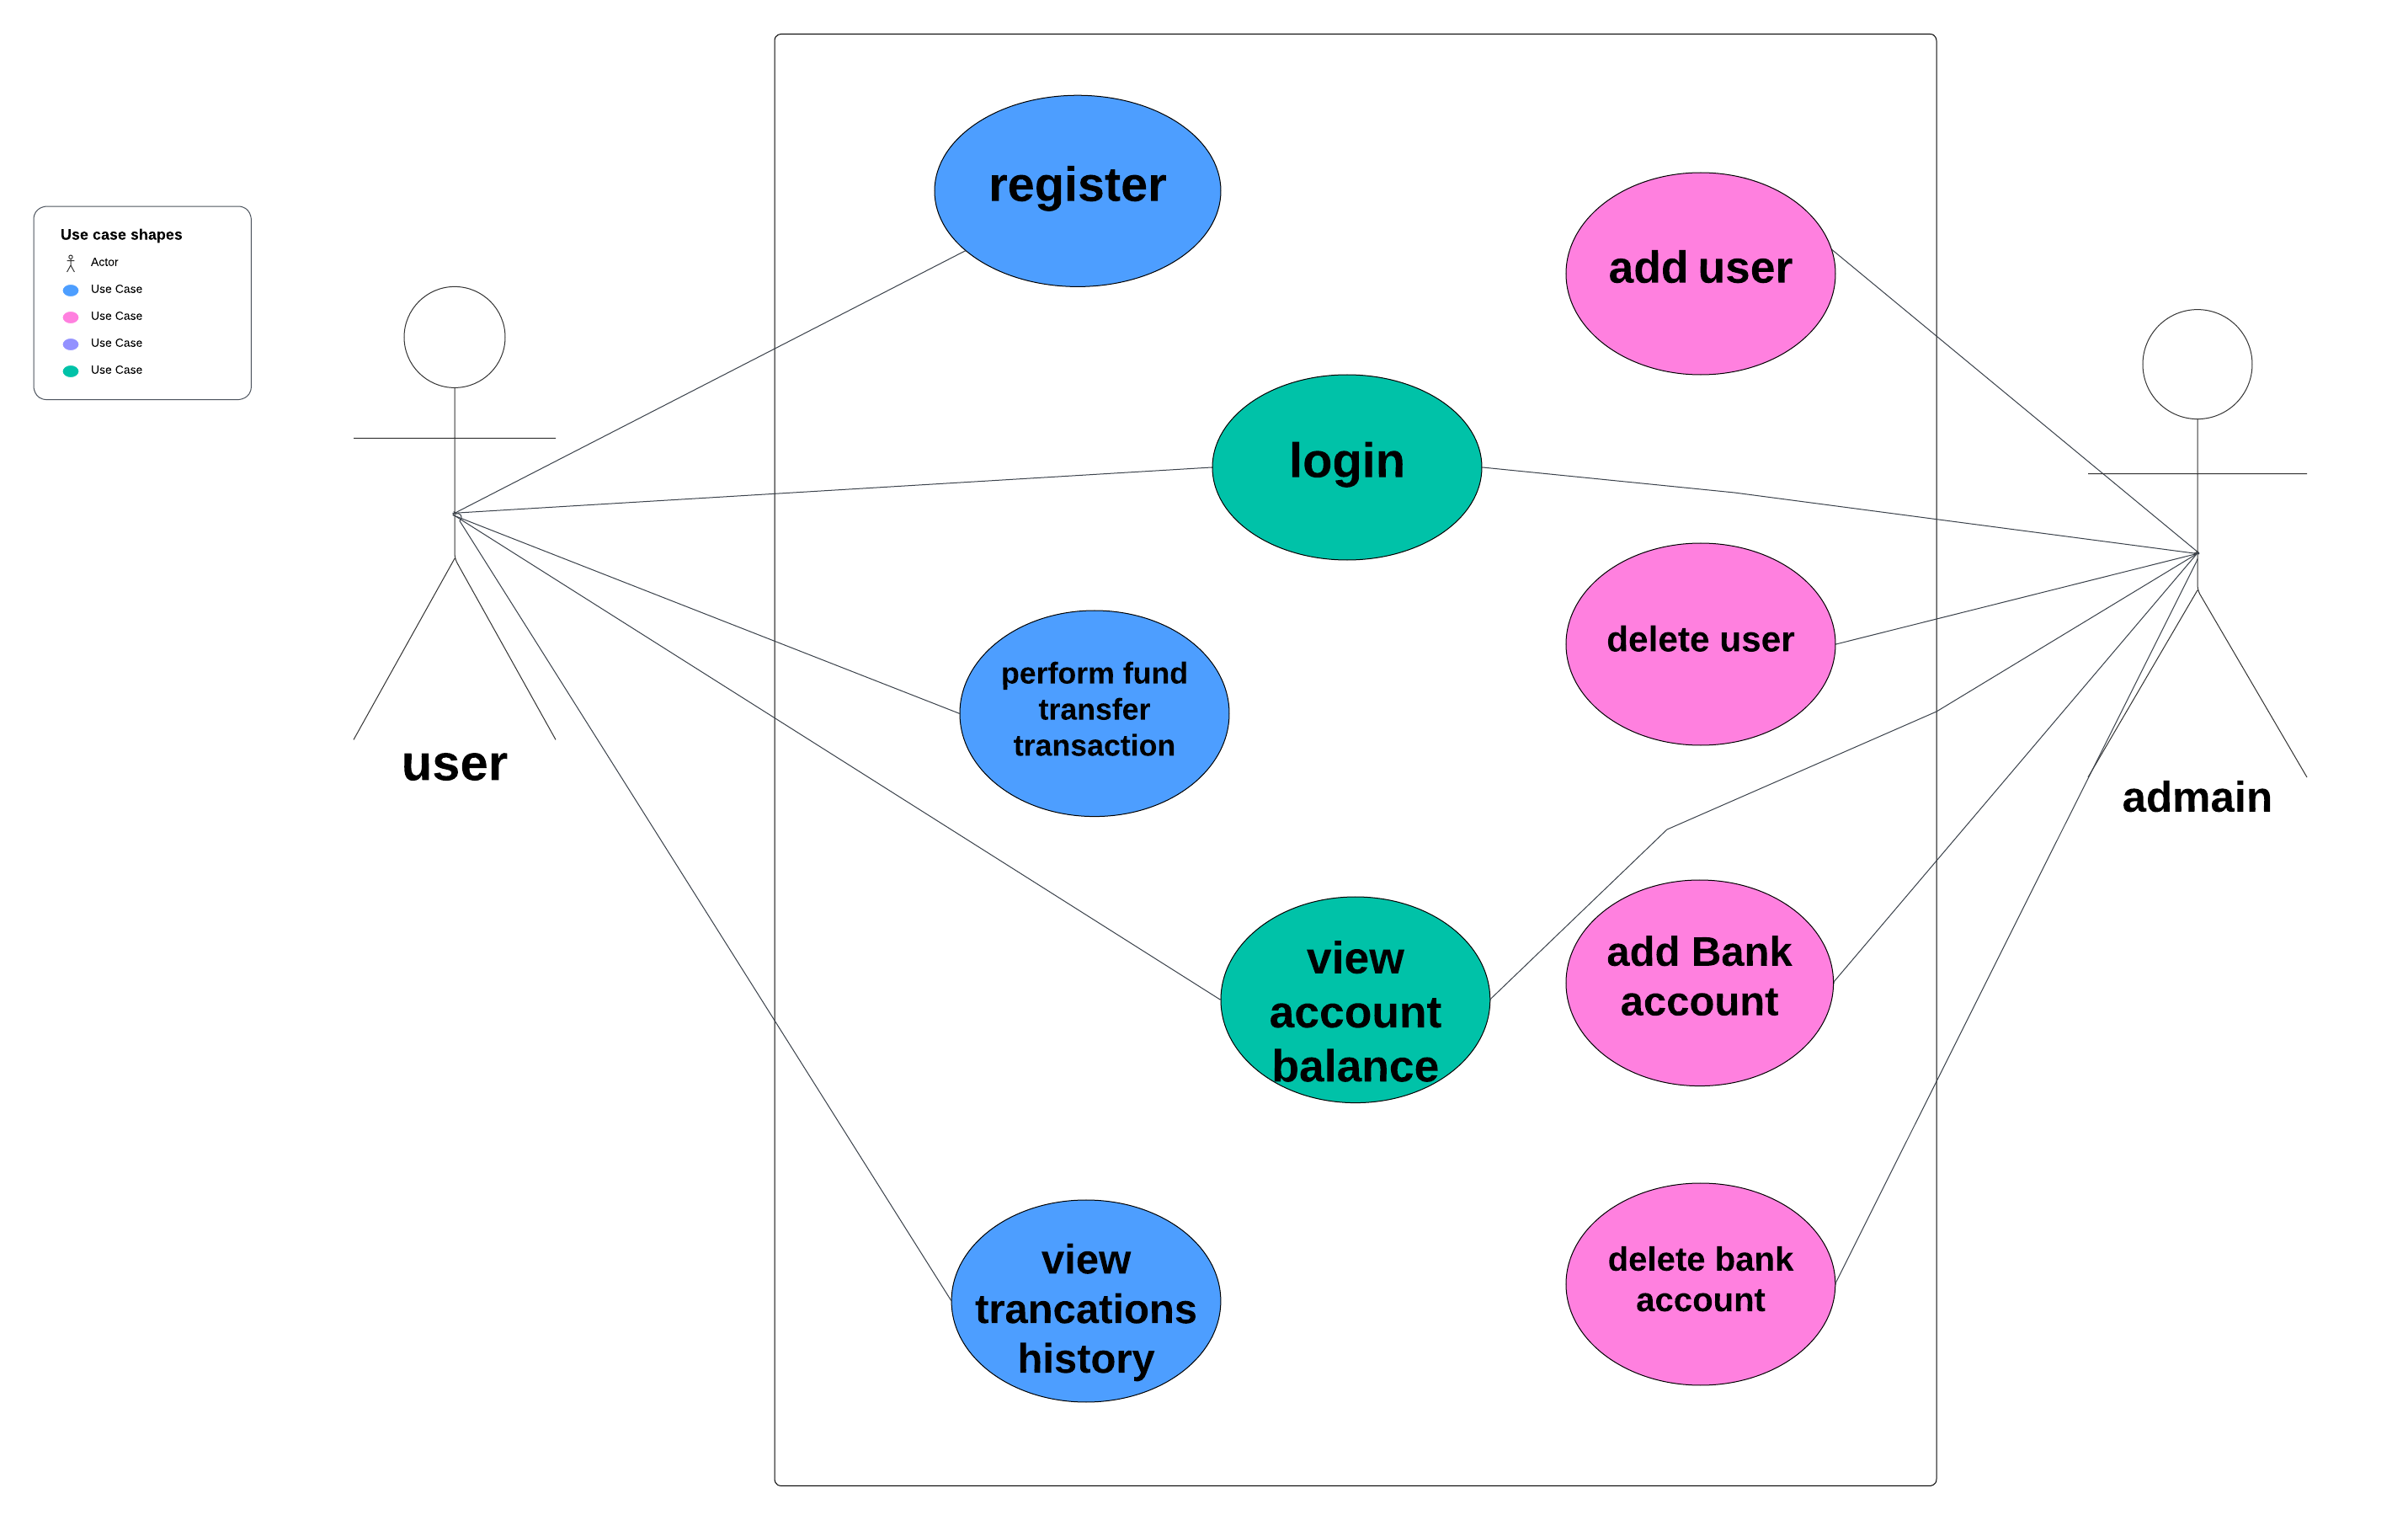 Use case shapes
Actor
Use Case
Use Case
Use Case
Use Case
user
register
login
perform fund
transfer
transaction
view
account
balance
view
trancations
history
add user
delete user
add Bank
account
delete bank
account
admain